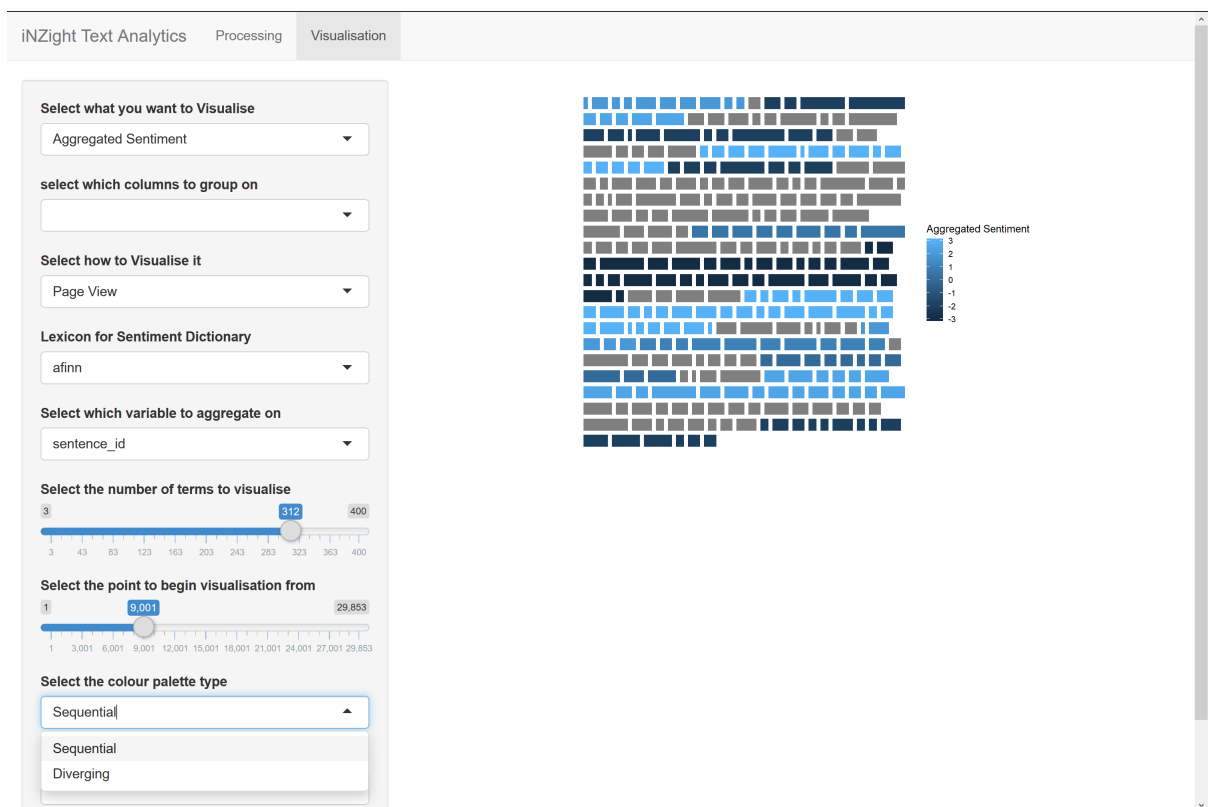 iNZight Text Analytics Processing Visualisation
Select what you want to Visualise
Aggregated Sentiment
select which columns to group on
Select how to Visualise it
Page View
Lexicon for Sentiment Dictionary
afinn
Select which variable to aggregate on
sentence_id
Select the number of terms to visualise
3 312 400
3 43 83 123 163 203 243 283 323 363 400
Select the point to begin visualisation from
1 9,001 29,853
1 3,001 6,001 9,001 12,001 15,001 18,001 21,001 24,001 27,001 29,853
Select the colour palette type
Sequential
Sequential
Diverging
Aggregated Sentiment
3
2
1
0
-1
-2
-3